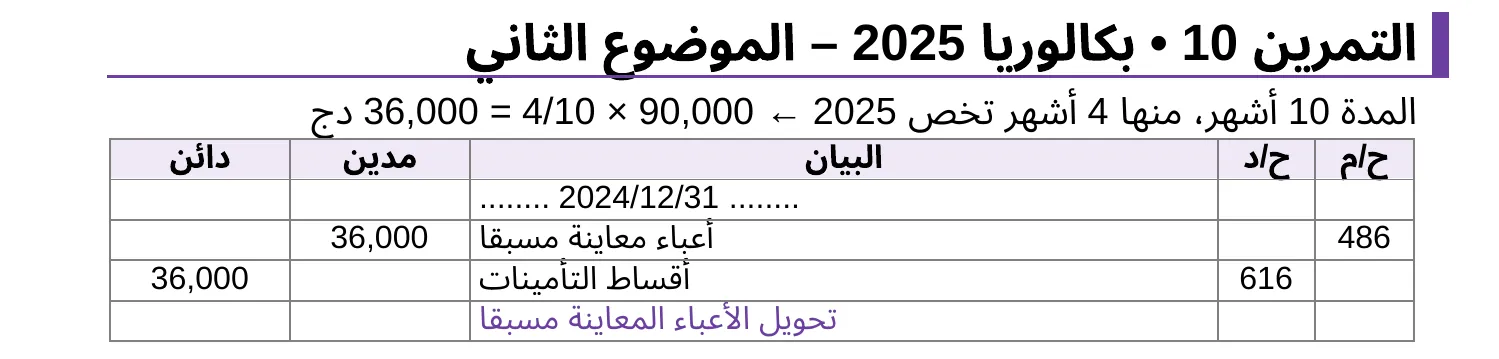 التمرين 10 • بكالوريا 2025 – الموضوع الثاني
المدة 10 أشهر، منها 4 أشهر تخص 2025 ← 90,000 × 4/10 = 36,000 دج
ح/م ح/د البيان مدين دائن
........ 2024/12/31 ........
486 أعباء معاينة مسبقا 36,000
616 أقساط التأمينات 36,000
تحويل الأعباء المعاينة مسبقا